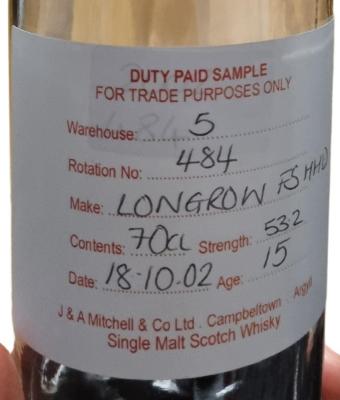 DUTY PAID SAMPLE
FOR TRADE PURPOSES ONLY
Warehouse: 5
Rotation No: 484
Make: LONGROW FS HHD
Contents: 70CL Strength: 53.2
Date: 18.10.02 Age: 15
J & A Mitchell & Co Ltd . Campbeltown . Argyll
Single Malt Scotch Whisky